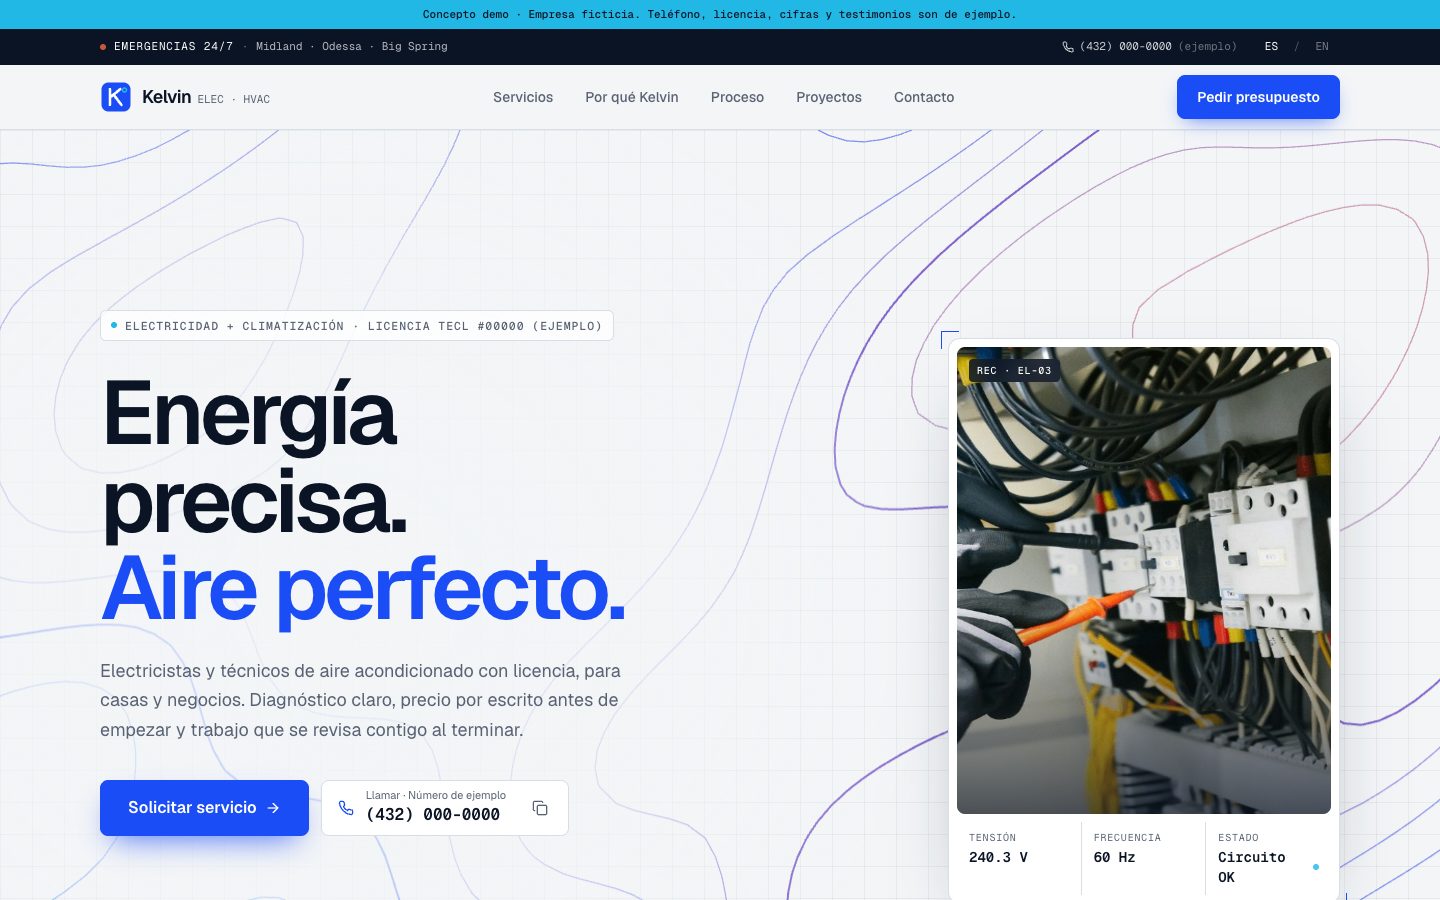 Concepto demo · Empresa ficticia. Teléfono, licencia, cifras y testimonios son de ejemplo.
EMERGENCIAS 24/7 · Midland · Odessa · Big Spring
(432) 000-0000 (ejemplo) ES / EN
Kelvin ELEC · HVAC
Servicios Por qué Kelvin Proceso Proyectos Contacto
Pedir presupuesto
ELECTRICIDAD + CLIMATIZACIÓN · LICENCIA TECL #00000 (EJEMPLO)
Energía
precisa.
Aire perfecto.
Electricistas y técnicos de aire acondicionado con licencia, para
casas y negocios. Diagnóstico claro, precio por escrito antes de
empezar y trabajo que se revisa contigo al terminar.
Solicitar servicio →
Llamar · Número de ejemplo
(432) 000-0000
REC · EL-03
TENSIÓN
240.3 V
FRECUENCIA
60 Hz
ESTADO
Circuito
OK